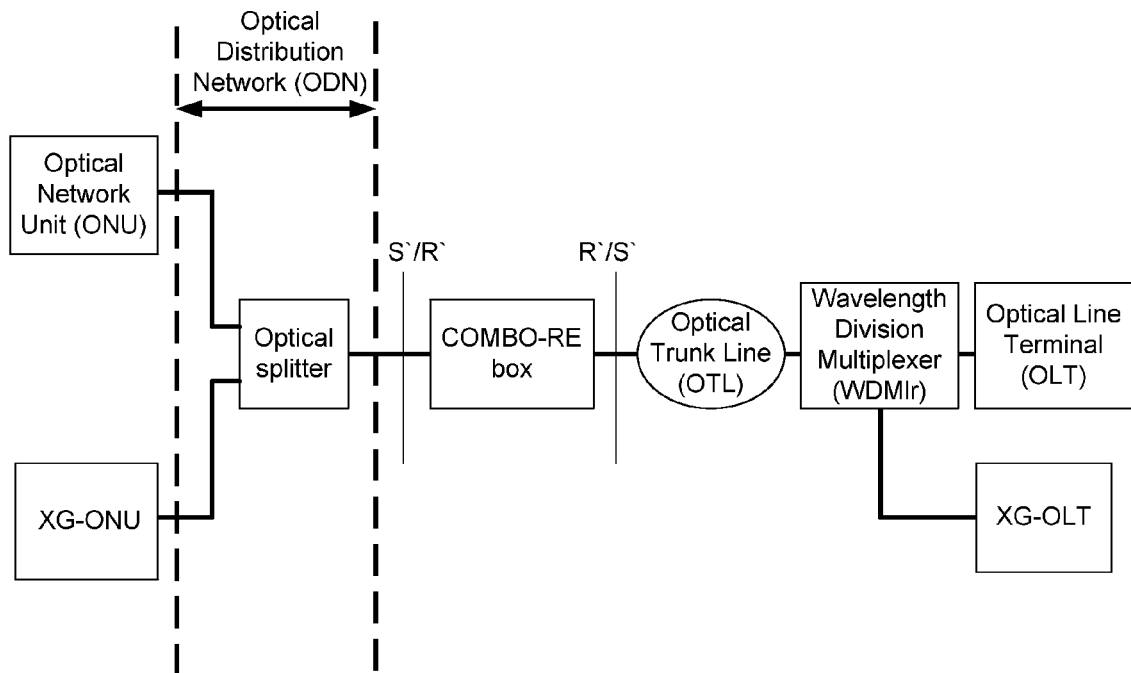 Optical
Distribution
Network (ODN)
Optical
Network
Unit (ONU)
S`/R`
R`/S`
Optical
splitter
COMBO-RE
box
Optical
Trunk Line
(OTL)
Wavelength
Division
Multiplexer
(WDMlr)
Optical Line
Terminal
(OLT)
XG-ONU
XG-OLT